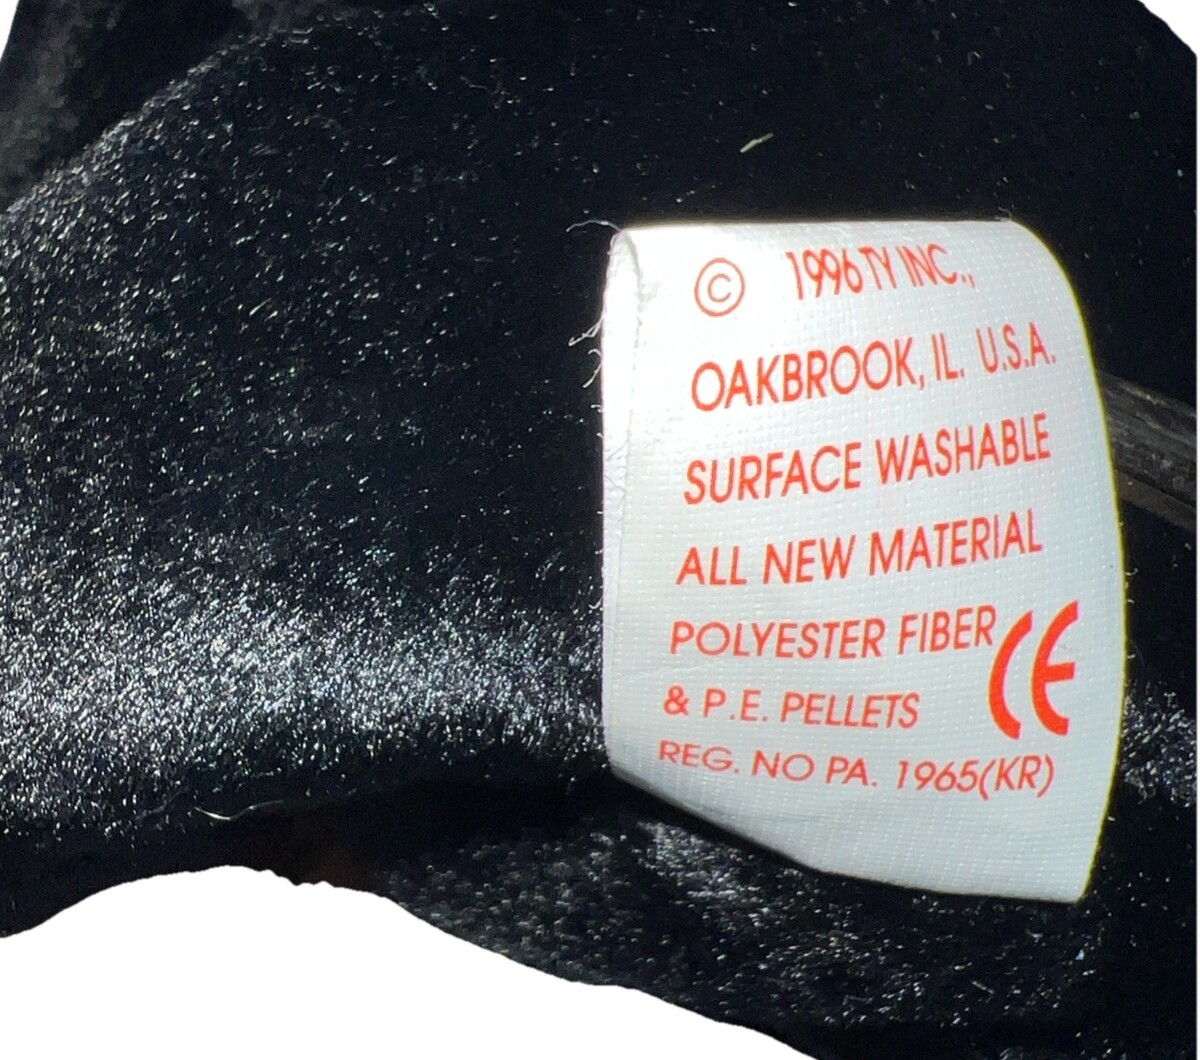 © 1996 TY INC.,
OAKBROOK, IL. U.S.A.
SURFACE WASHABLE
ALL NEW MATERIAL
POLYESTER FIBER
& P.E. PELLETS CE
REG. NO PA. 1965(KR)